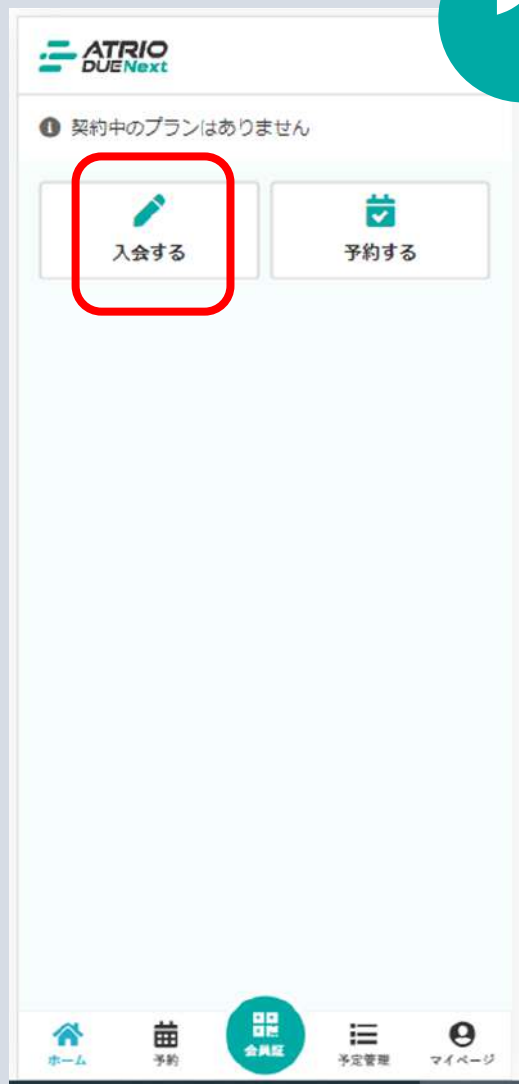 ATRIO
DUENext
契約中のプランはありません
入会する
予約する
ホーム
予約
会員証
予定管理
マイページ